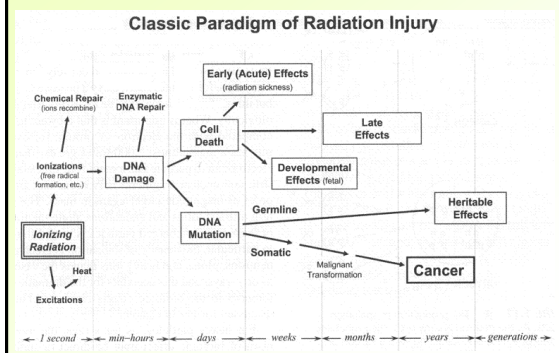 Classic Paradigm of Radiation Injury
Early (Acute) Effects
(radiation sickness)
Chemical Repair
(ions recombine)
Enzymatic
DNA Repair
Cell
Death
Late
Effects
Ionizations
(free radical
formation, etc.)
DNA
Damage
Developmental
Effects (fetal)
Ionizing
Radiation
DNA
Mutation
Germline
Heritable
Effects
Somatic
Malignant
Transformation
Cancer
Heat
Excitations
1 second
min–hours
days
weeks
months
years
generations